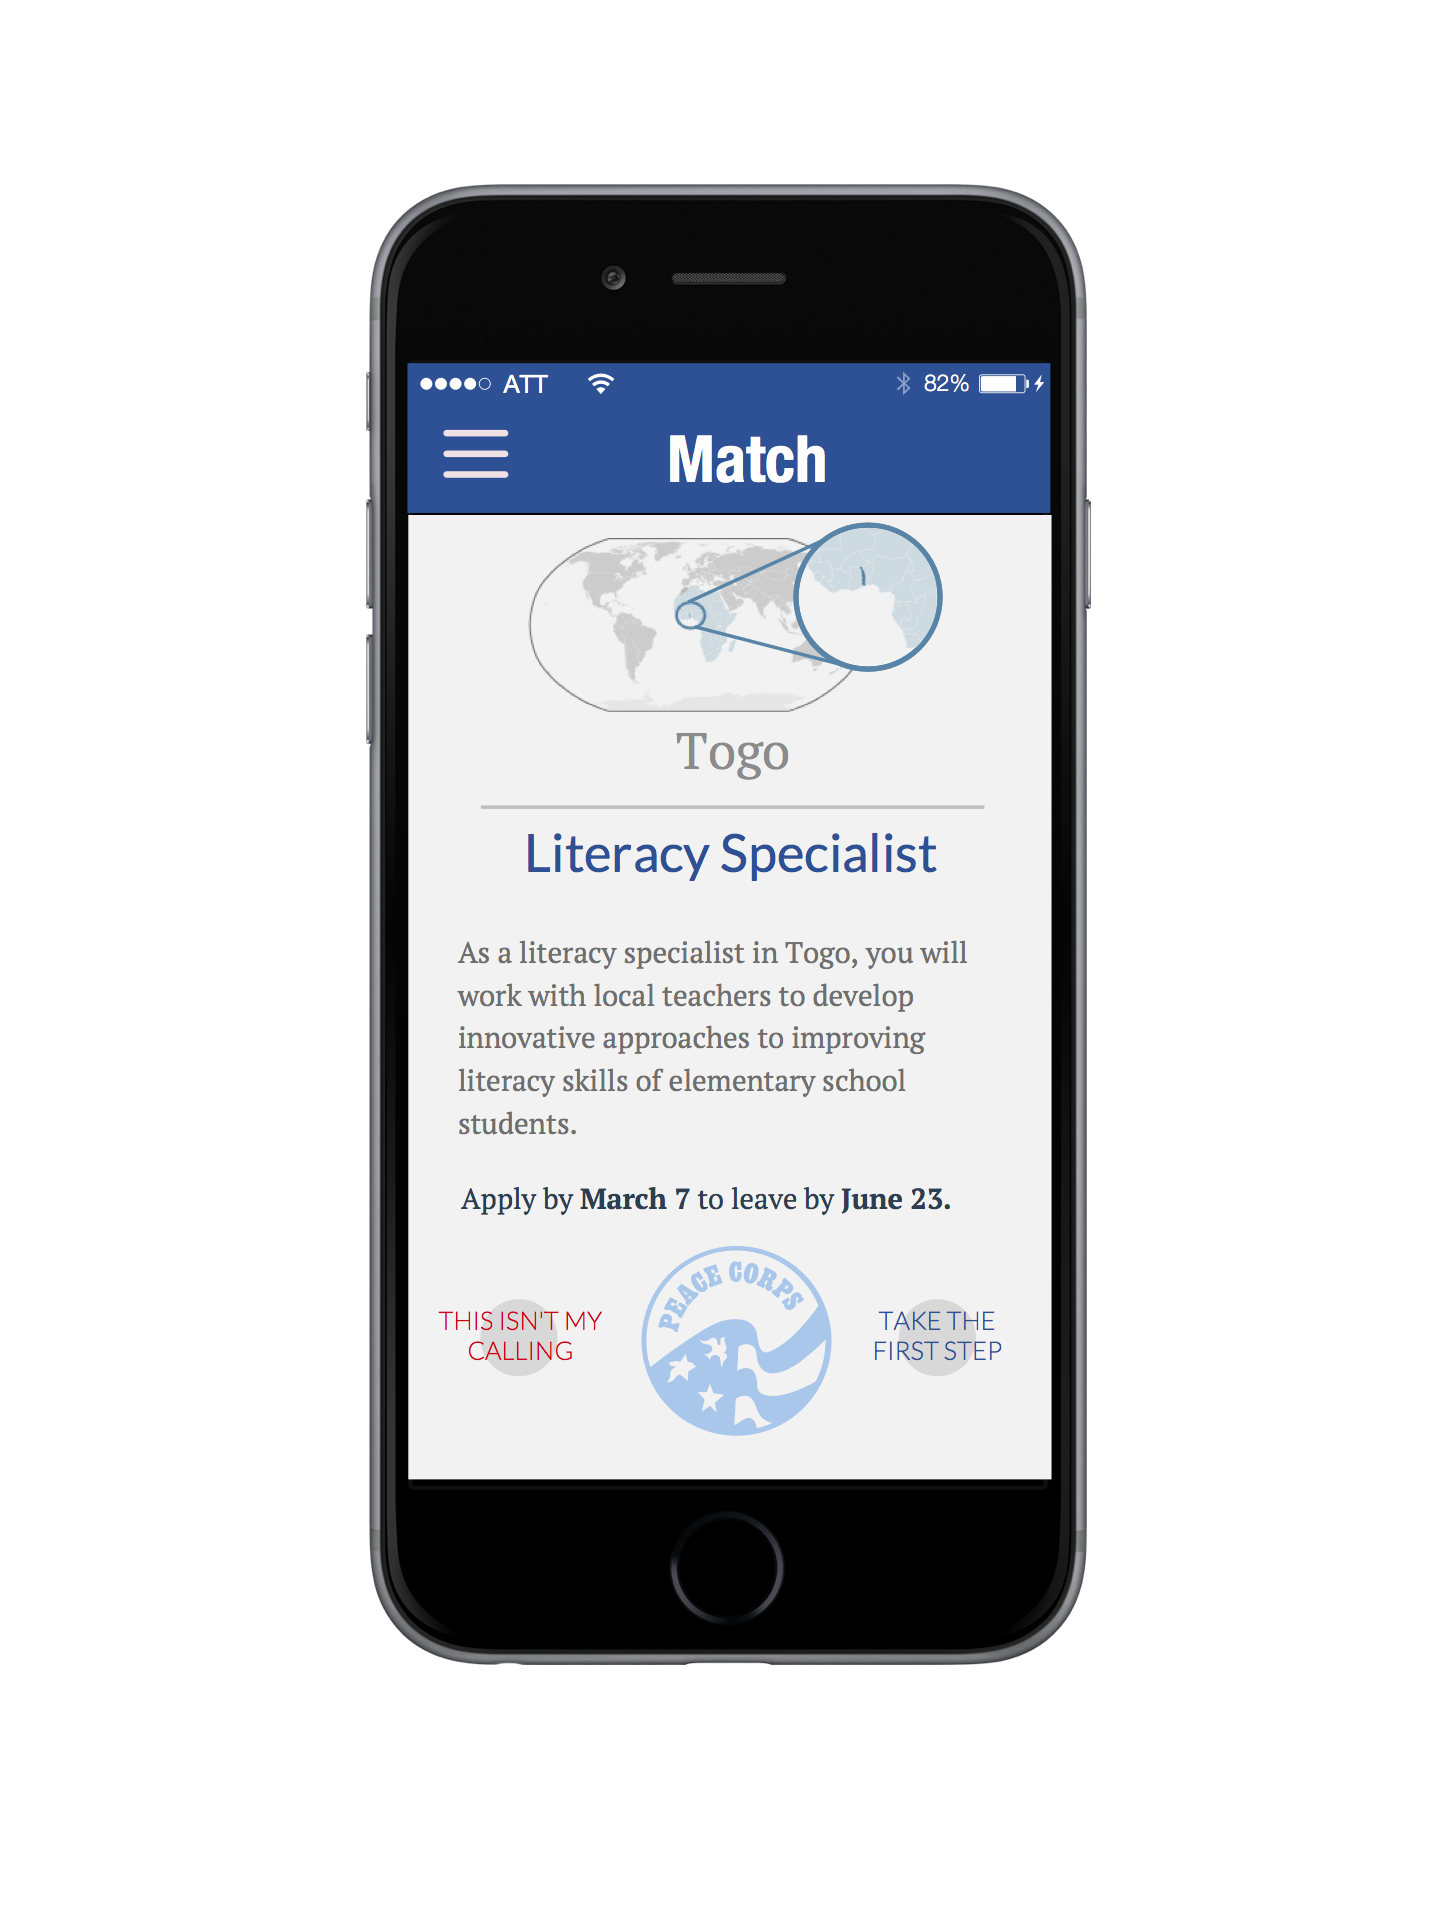 ATT
82%
Match
Togo
Literacy Specialist
As a literacy specialist in Togo, you will
work with local teachers to develop
innovative approaches to improving
literacy skills of elementary school
students.
Apply by March 7 to leave by June 23.
PEACE CORPS
THIS ISN'T MY
CALLING
TAKE THE
FIRST STEP